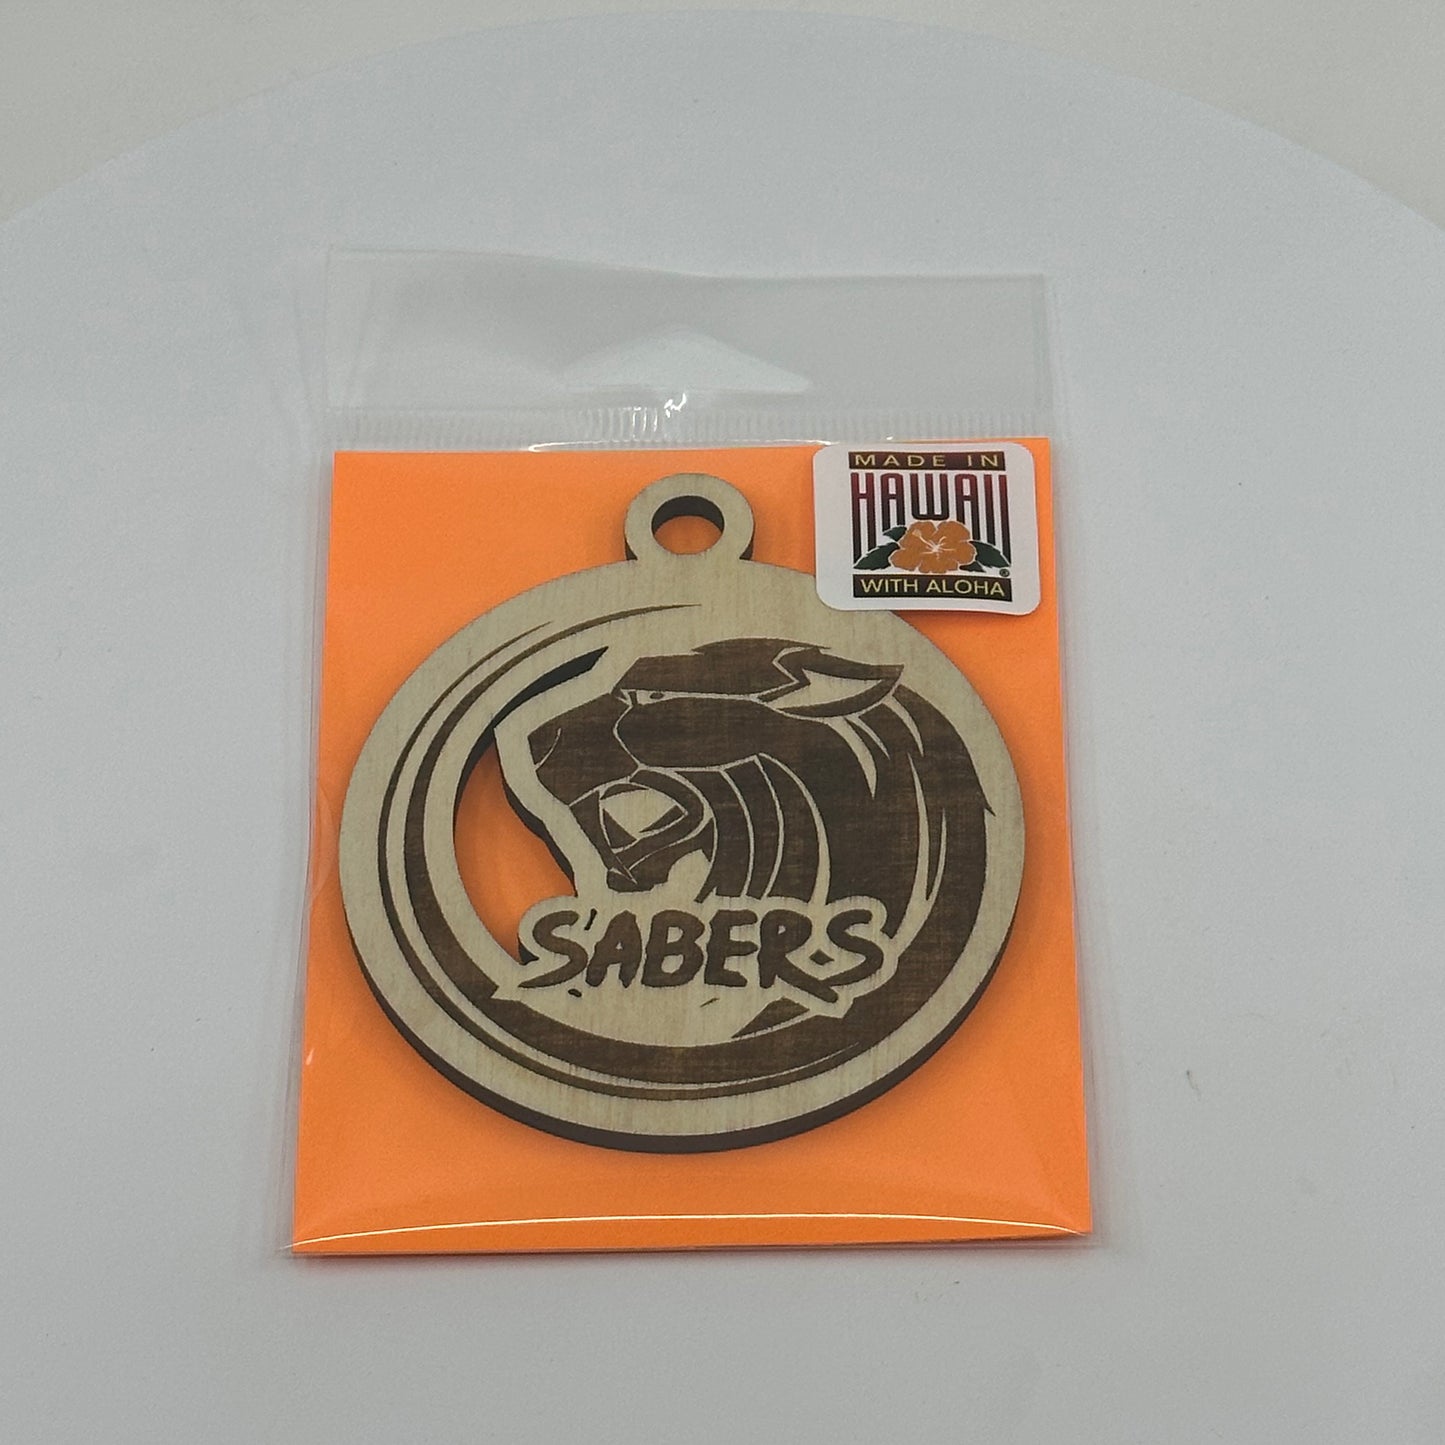 MADE IN
HAWAII
®
WITH ALOHA
SABERS